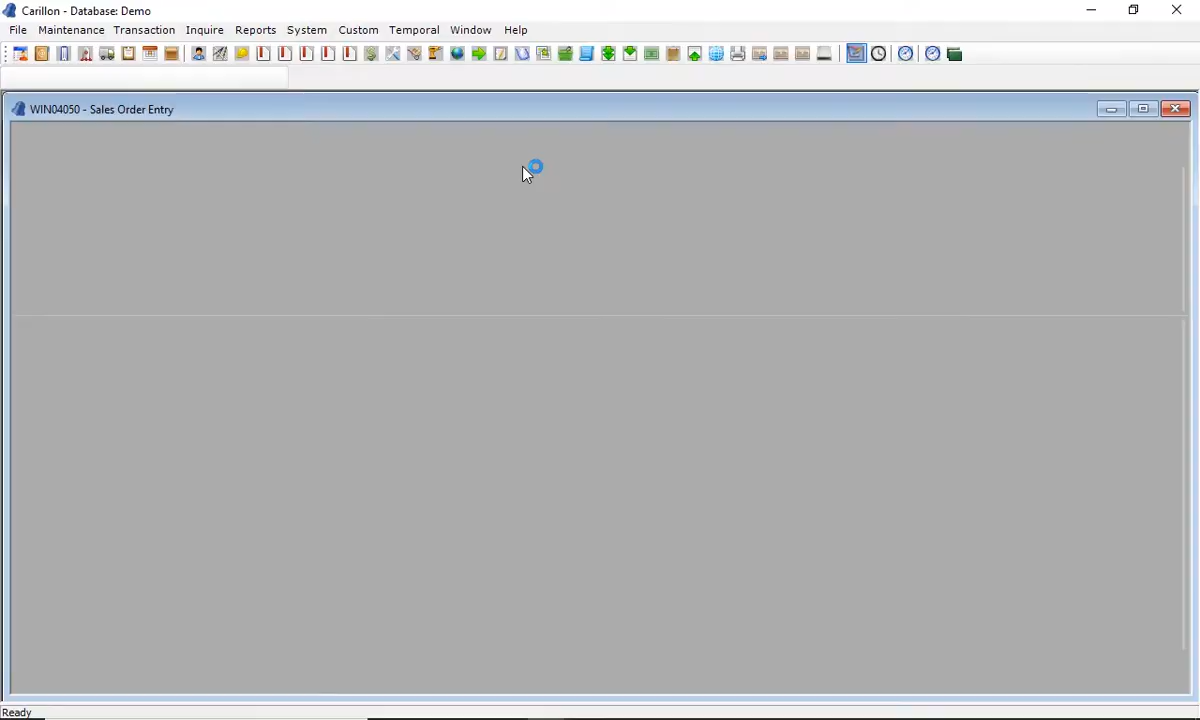 Carillon - Database: Demo
File Maintenance Transaction Inquire Reports System Custom Temporal Window Help
WIN04050 - Sales Order Entry
Ready